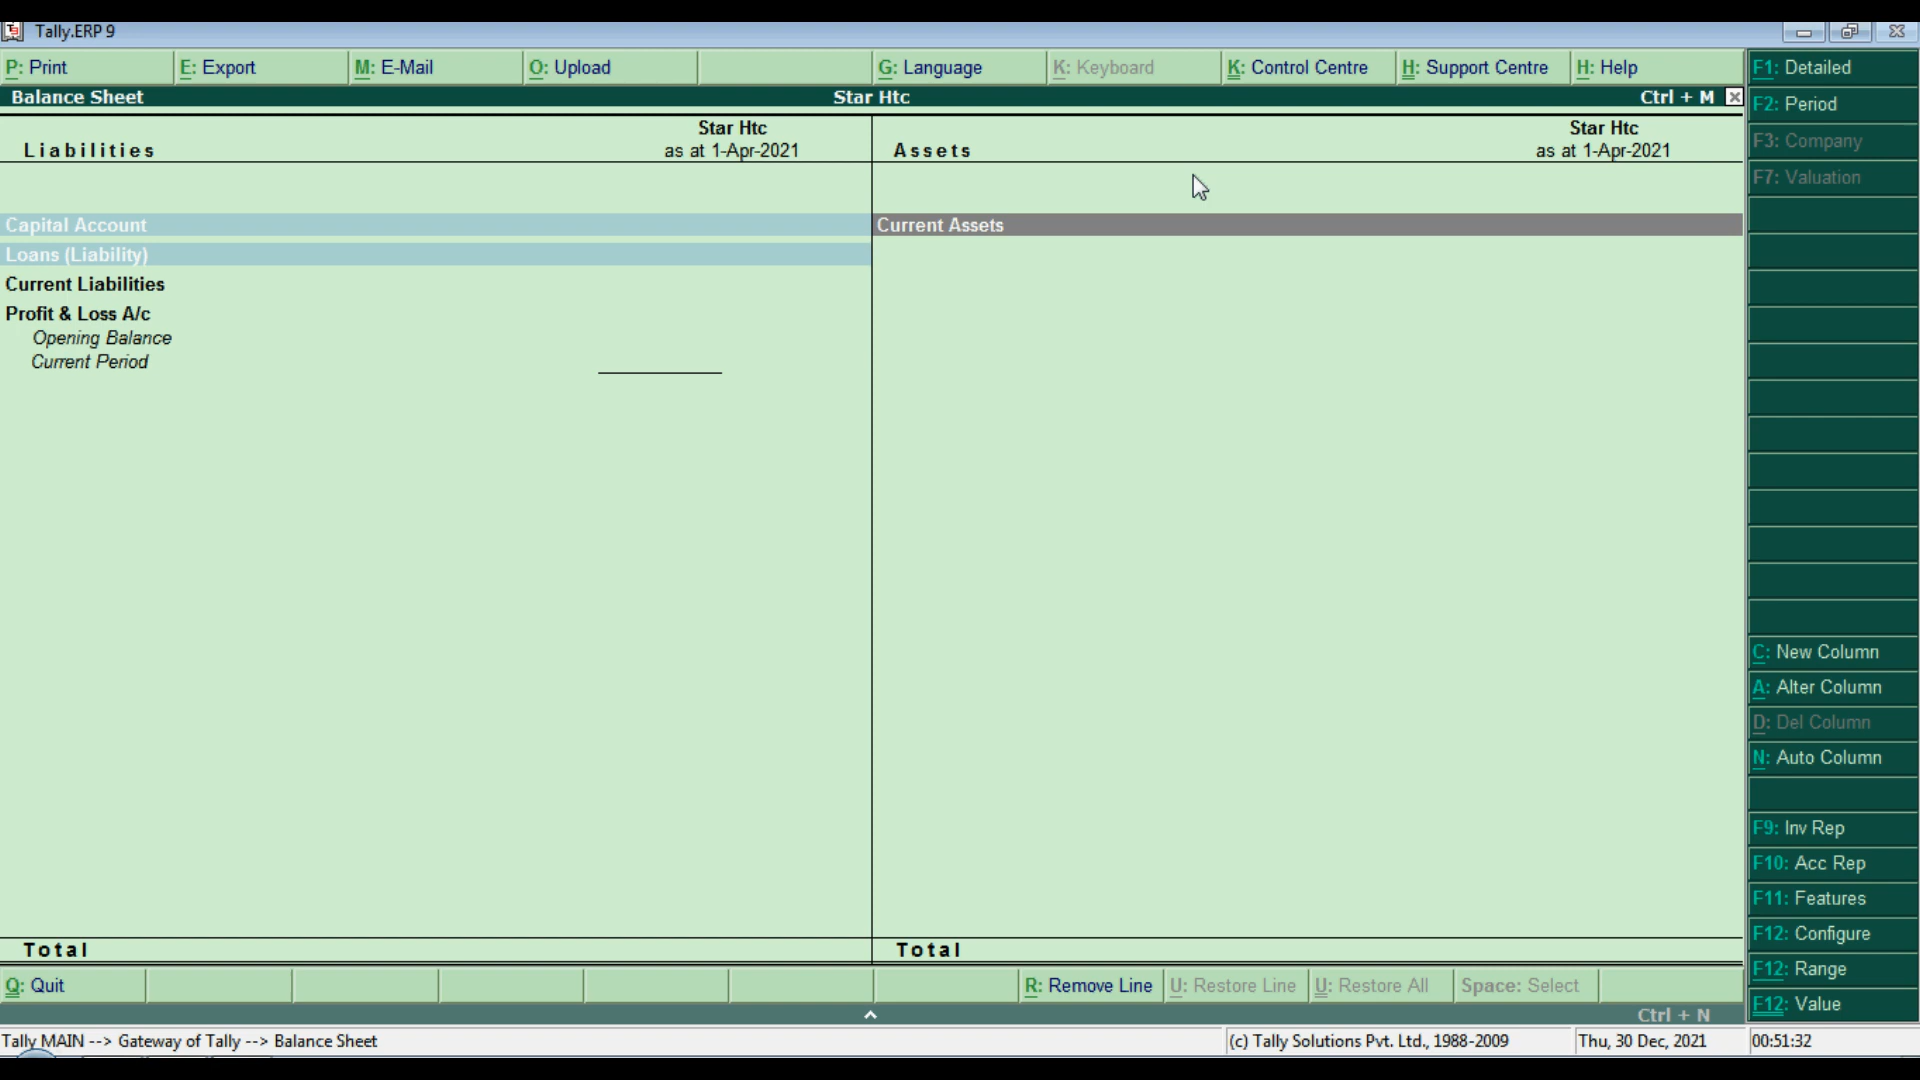 Tally.ERP 9
P: Print E: Export M: E-Mail O: Upload G: Language K: Keyboard K: Control Centre H: Support Centre H: Help
Balance Sheet Star Htc Ctrl + M
Liabilities Star Htc as at 1-Apr-2021
Assets Star Htc as at 1-Apr-2021
Capital Account
Loans (Liability)
Current Liabilities
Profit & Loss A/c
Opening Balance
Current Period
Current Assets
Total
Total
F1: Detailed
F2: Period
F3: Company
F7: Valuation
C: New Column
A: Alter Column
D: Del Column
N: Auto Column
F9: Inv Rep
F10: Acc Rep
F11: Features
F12: Configure
F12: Range
F12: Value
Q: Quit R: Remove Line U: Restore Line U: Restore All Space: Select
Ctrl + N
Tally MAIN --> Gateway of Tally --> Balance Sheet (c) Tally Solutions Pvt. Ltd., 1988-2009 Thu, 30 Dec, 2021 00:51:32